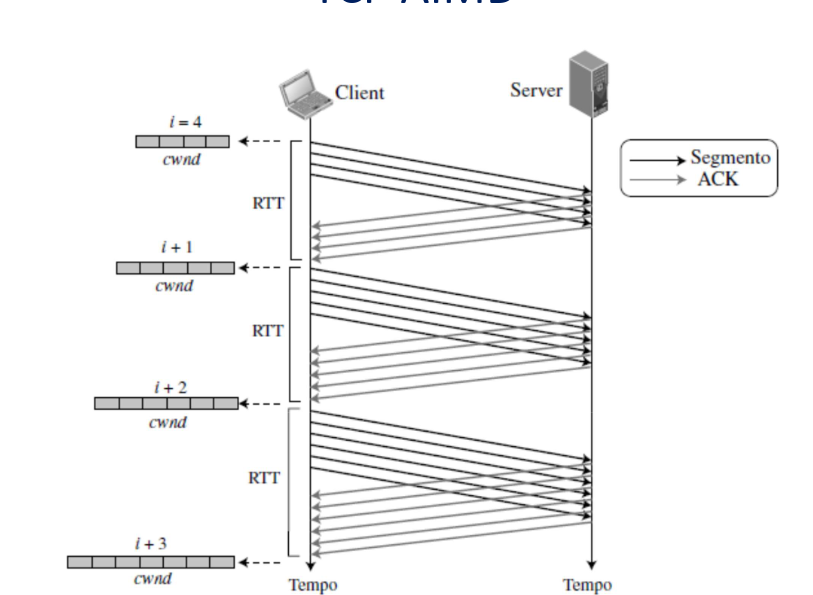 TCP AIMD
Client
Server
i = 4
cwnd
Segmento
ACK
RTT
i + 1
cwnd
RTT
i + 2
cwnd
RTT
i + 3
cwnd
Tempo
Tempo